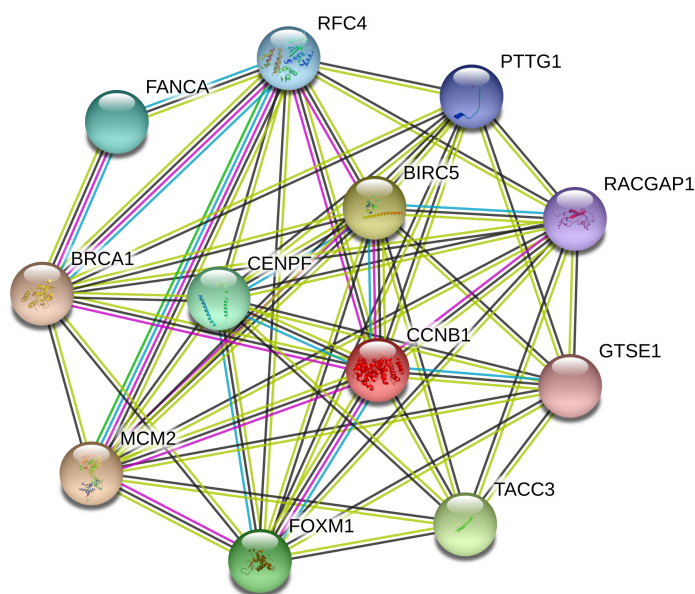 RFC4
PTTG1
FANCA
BIRC5
RACGAP1
BRCA1
CENPF
CCNB1
GTSE1
MCM2
TACC3
FOXM1